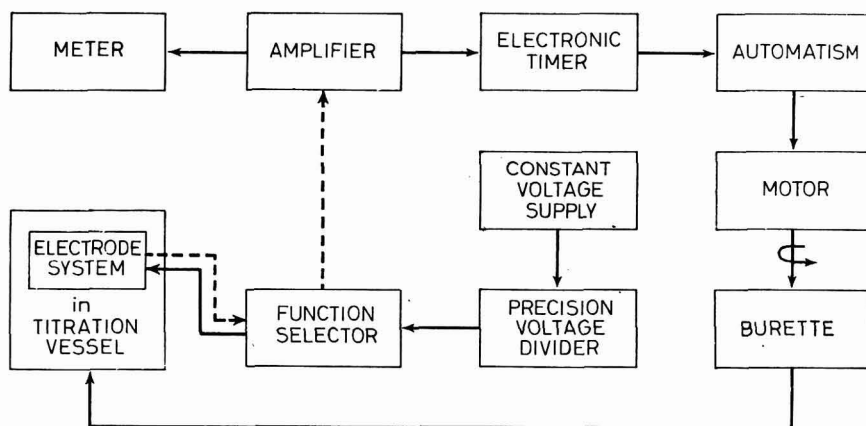 METER
AMPLIFIER
ELECTRONIC
TIMER
AUTOMATISM
CONSTANT
VOLTAGE
SUPPLY
MOTOR
ELECTRODE
SYSTEM
in
TITRATION
VESSEL
FUNCTION
SELECTOR
PRECISION
VOLTAGE
DIVIDER
BURETTE